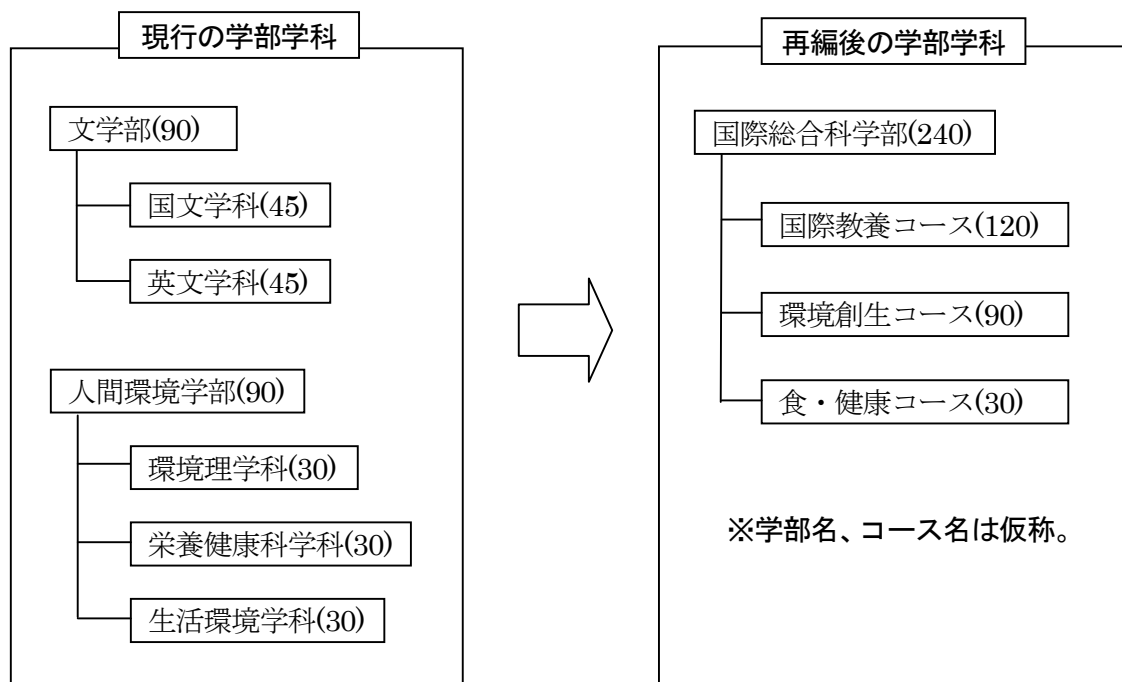 現行の学部学科
文学部(90)
国文学科(45)
英文学科(45)
人間環境学部(90)
環境理学科(30)
栄養健康科学科(30)
生活環境学科(30)
再編後の学部学科
国際総合科学部(240)
国際教養コース(120)
環境創生コース(90)
食・健康コース(30)
※学部名、コース名は仮称。